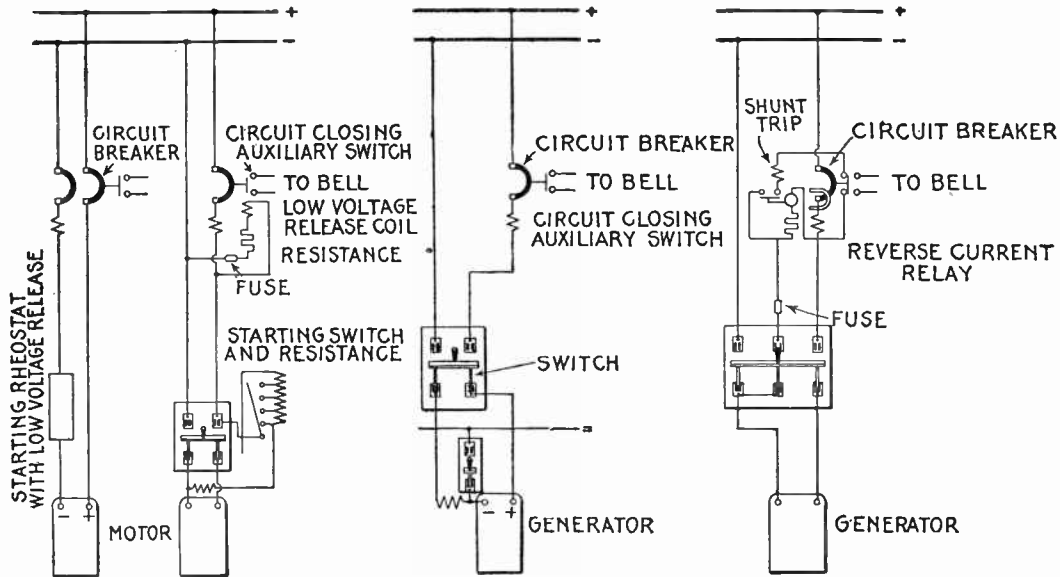 +
-
+
-
+
-
CIRCUIT
BREAKER
CIRCUIT CLOSING
AUXILIARY SWITCH
TO BELL
LOW VOLTAGE
RELEASE COIL
RESISTANCE
FUSE
STARTING SWITCH
AND RESISTANCE
STARTING RHEOSTAT
WITH LOW VOLTAGE RELEASE
- +
MOTOR
CIRCUIT BREAKER
TO BELL
CIRCUIT CLOSING
AUXILIARY SWITCH
SWITCH
=
- +
GENERATOR
SHUNT
TRIP
CIRCUIT BREAKER
TO BELL
REVERSE CURRENT
RELAY
FUSE
GENERATOR